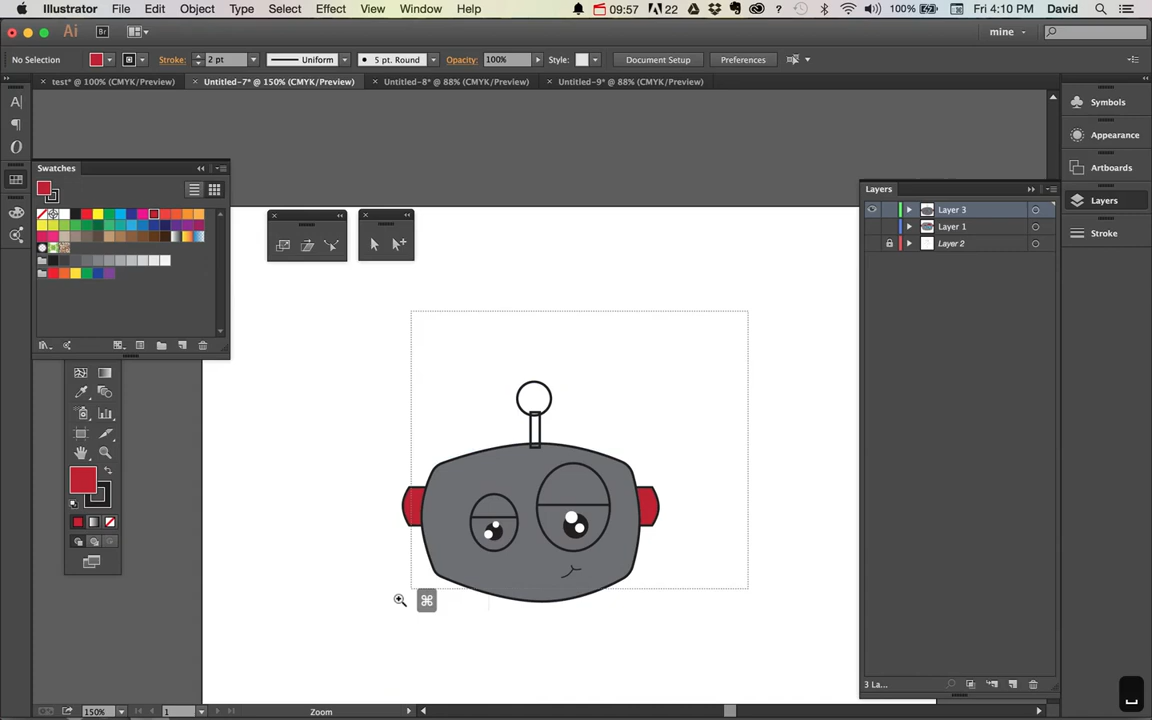 Illustrator File Edit Object Type Select Effect View Window Help 09:57 22 100% Fri 4:10 PM David
Ai Br mine
No Selection Stroke: 2 pt Uniform 5 pt. Round Opacity: 100% Style: Document Setup Preferences
test* @ 100% (CMYK/Preview) Untitled-7* @ 150% (CMYK/Preview) Untitled-8* @ 88% (CMYK/Preview) Untitled-9* @ 88% (CMYK/Preview)
Swatches
Layers
Layer 3
Layer 1
Layer 2
Symbols
Appearance
Artboards
Layers
Stroke
⌘
3 La...
150% 1 Zoom